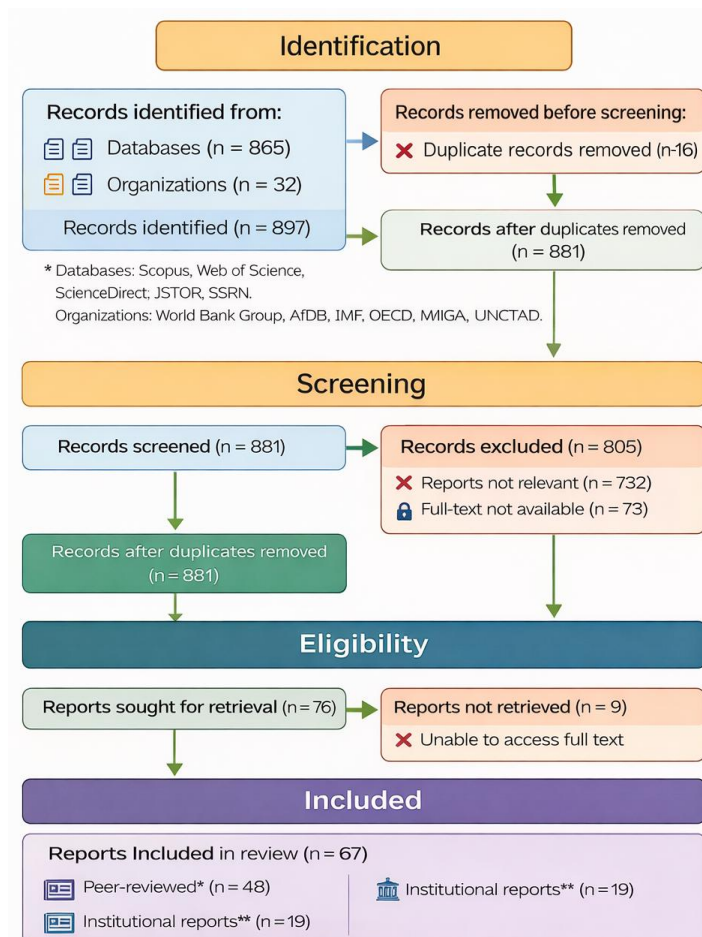 Identification
Records identified from:
Databases (n = 865)
Organizations (n = 32)
Records identified (n = 897)
Records removed before screening:
Duplicate records removed (n-16)
Records after duplicates removed
(n = 881)
* Databases: Scopus, Web of Science,
ScienceDirect; JSTOR, SSRN.
Organizations: World Bank Group, AfDB, IMF, OECD, MIIGA, UNCTAD.
Screening
Records screened (n = 881)
Records excluded (n = 805)
Reports not relevant (n = 732)
Full-text not available (n = 73)
Records after duplicates removed
(n = 881)
Eligibility
Reports sought for retrieval (n = 76)
Reports not retrieved (n = 9)
Unable to access full text
Included
Reports Included in review (n = 67)
Peer-reviewed* (n = 48)
Institutional reports** (n = 19)
Institutional reports** (n = 19)